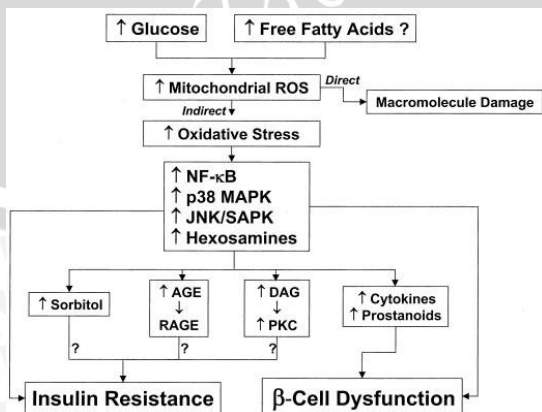 ↑ Glucose
↑ Free Fatty Acids ?
↑ Mitochondrial ROS
Direct
Macromolecule Damage
Indirect
↑ Oxidative Stress
↑ NF-κB
↑ p38 MAPK
↑ JNK/SAPK
↑ Hexosamines
↑ Sorbitol
↑ AGE
↓
RAGE
↑ DAG
↓
↑ PKC
↑ Cytokines
↑ Prostanoids
?
?
?
Insulin Resistance
β-Cell Dysfunction